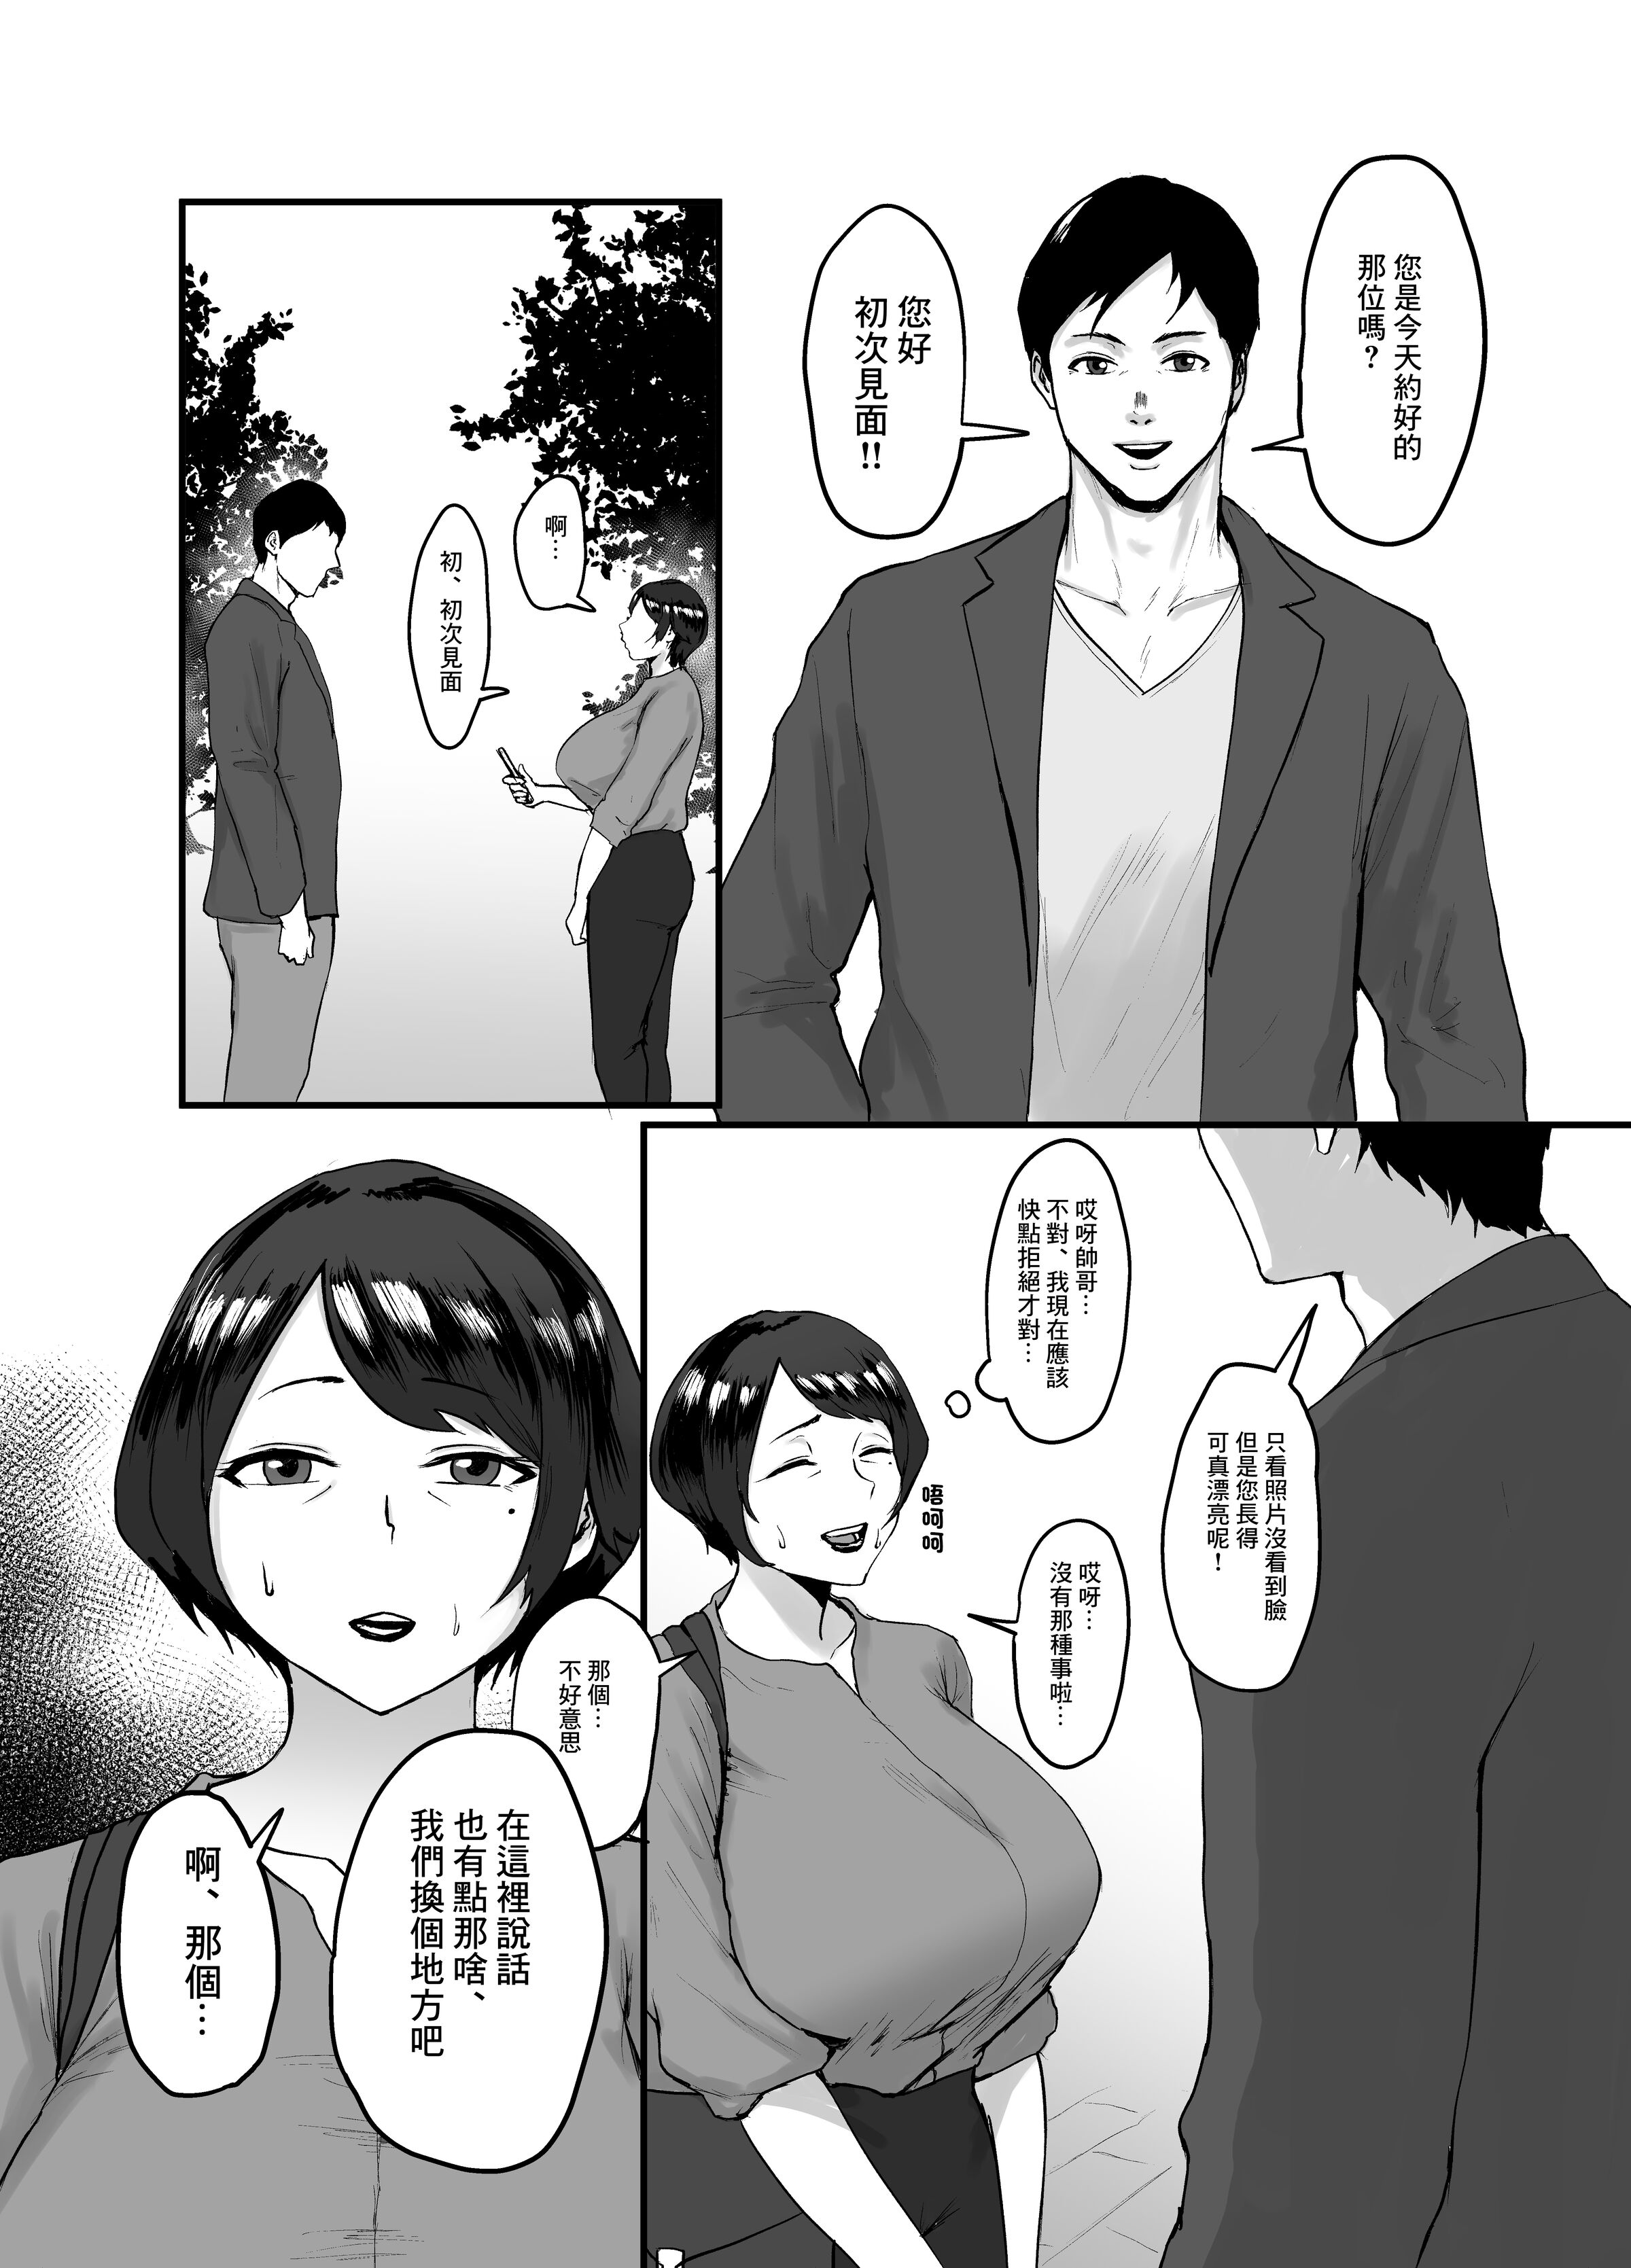 您是今天約好的
那位嗎？
您好
初次見面!!
啊…
初、初次見面
只看照片沒看到臉
但是您長得
可真漂亮呢！
哎呀帥哥…
不對、我現在應該
快點拒絕才對…
唔呵呵
哎呀…
沒有那種事啦…
那個…
不好意思
在這裡說話
也有點那啥、
我們換個地方吧
啊、那個…